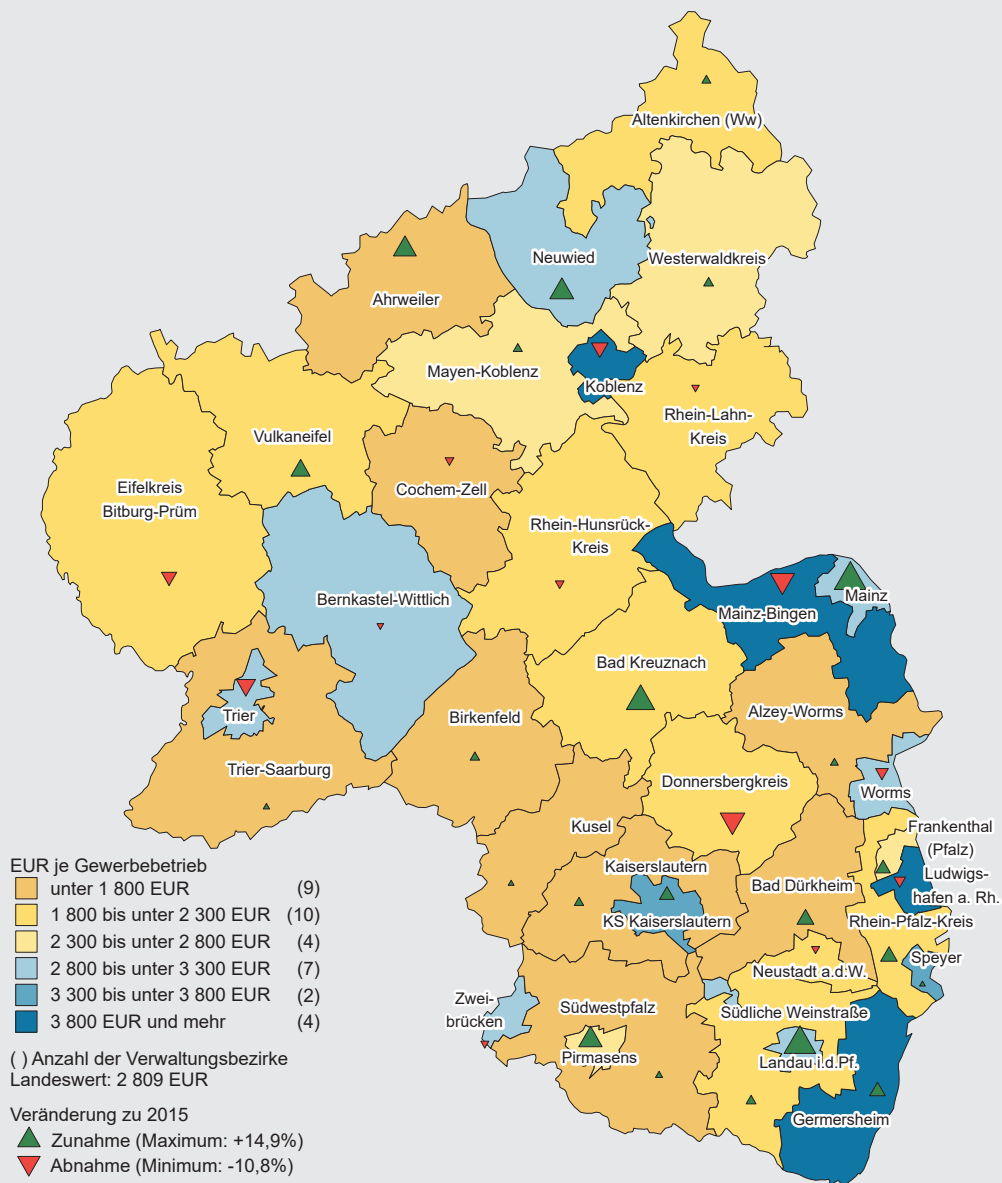 Altenkirchen (Ww)
Neuwied
Westerwaldkreis
Ahrweiler
Mayen-Koblenz
Koblenz
Rhein-Lahn-
Kreis
Vulkaneifel
Eifelkreis
Bitburg-Prüm
Cochem-Zell
Rhein-Hunsrück-
Kreis
Bernkastel-Wittlich
Mainz
Mainz-Bingen
Bad Kreuznach
Trier
Birkenfeld
Alzey-Worms
Trier-Saarburg
Donnersbergkreis
Worms
Kusel
Frankenthal
(Pfalz)
Ludwigs-
hafen a. Rh.
Kaiserslautern
Bad Dürkheim
KS Kaiserslautern
Rhein-Pfalz-Kreis
Speyer
Neustadt a.d.W.
Zwei-
brücken
Südwestpfalz
Südliche Weinstraße
Pirmasens
Landau i.d.Pf.
Germersheim
EUR je Gewerbebetrieb
unter 1 800 EUR (9)
1 800 bis unter 2 300 EUR (10)
2 300 bis unter 2 800 EUR (4)
2 800 bis unter 3 300 EUR (7)
3 300 bis unter 3 800 EUR (2)
3 800 EUR und mehr (4)
( ) Anzahl der Verwaltungsbezirke
Landeswert: 2 809 EUR
Veränderung zu 2015
Zunahme (Maximum: +14,9%)
Abnahme (Minimum: -10,8%)